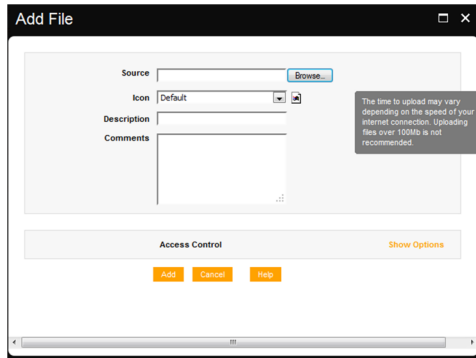 Add File
Source
Browse...
Icon
Default
Description
Comments
The time to upload may vary
depending on the speed of your
internet connection. Uploading
files over 100Mb is not
recommended.
Access Control
Show Options
Add
Cancel
Help